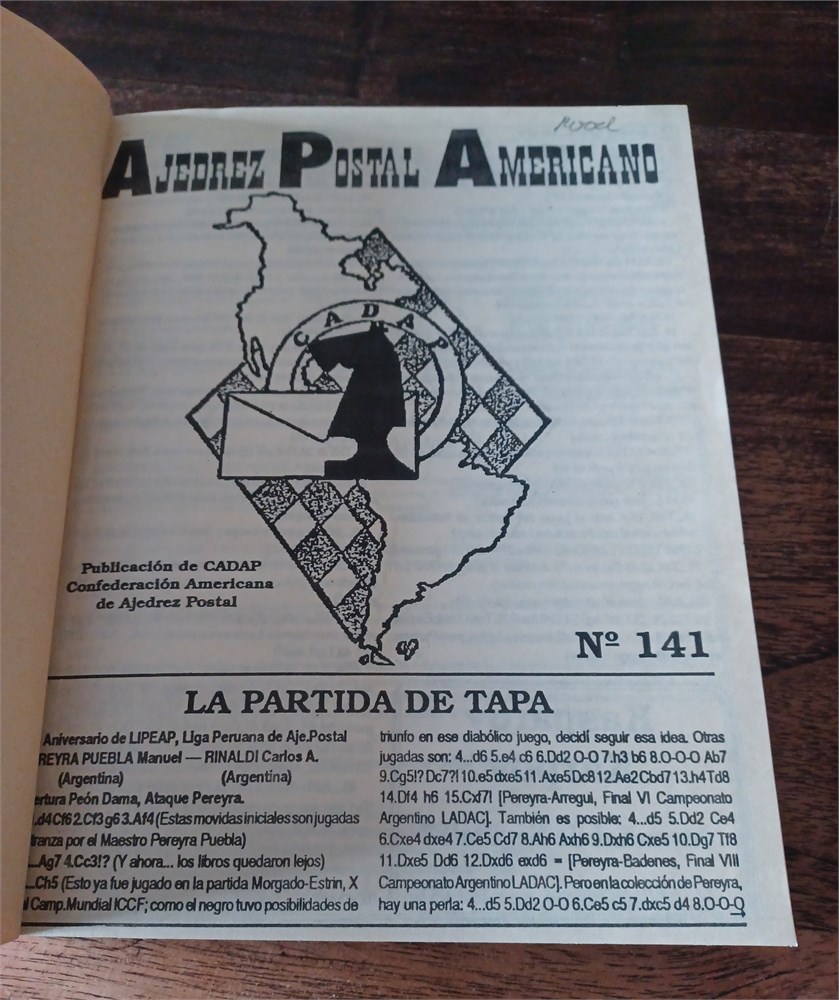 AJEDREZ POSTAL AMERICANO
CADAP
Publicación de CADAP
Confederación Americana
de Ajedrez Postal
Nº 141
LA PARTIDA DE TAPA
Aniversario de LIPEAP, Liga Peruana de Aje.Postal
REYRA PUEBLA Manuel — RINALDI Carlos A.
(Argentina) (Argentina)
ertura Peón Dama, Ataque Pereyra.
.d4Cf6 2.Cf3 g6 3.Af4 (Estas movidas iniciales son jugadas
tranza por el Maestro Pereyra Puebla)
...Ag7 4.Cc3!? (Y ahora... los libros quedaron lejos)
...Ch5 (Esto ya fue jugado en la partida Morgado-Estrin, X
l Camp.Mundial ICCF; como el negro tuvo posibilidades de
triunfo en ese diabólico juego, decidí seguir esa idea. Otras
jugadas son: 4...d6 5.e4 c6 6.Dd2 O-O 7.h3 b6 8.O-O-O Ab7
9.Cg5!? Dc7?! 10.e5 dxe5 11.Axe5 Dc8 12.Ae2 Cbd7 13.h4 Td8
14.Df4 h6 15.Cxf7! [Pereyra-Arregui, Final VI Campeonato
Argentino LADAC]. También es posible: 4...d5 5.Dd2 Ce4
6.Cxe4 dxe4 7.Ce5 Cd7 8.Ah6 Axh6 9.Dxh6 Cxe5 10.Dg7 Tf8
11.Dxe5 Dd6 12.Dxd6 exd6 = [Pereyra-Badenes, Final VIII
Campeonato Argentino LADAC]. Pero en la colección de Pereyra,
hay una perla: 4...d5 5.Dd2 O-O 6.Ce5 c5 7.dxc5 d4 8.O-O-O